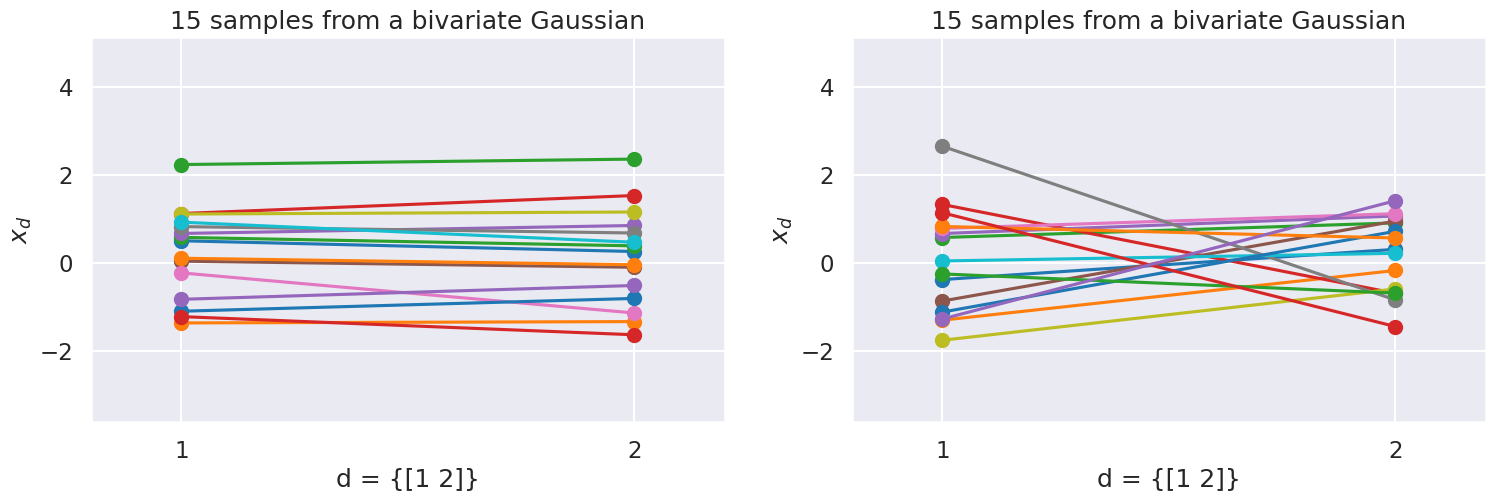 15 samples from a bivariate Gaussian
4
2
0
−2
x_d
1
2
d = {[1 2]}
15 samples from a bivariate Gaussian
4
2
0
−2
x_d
1
2
d = {[1 2]}